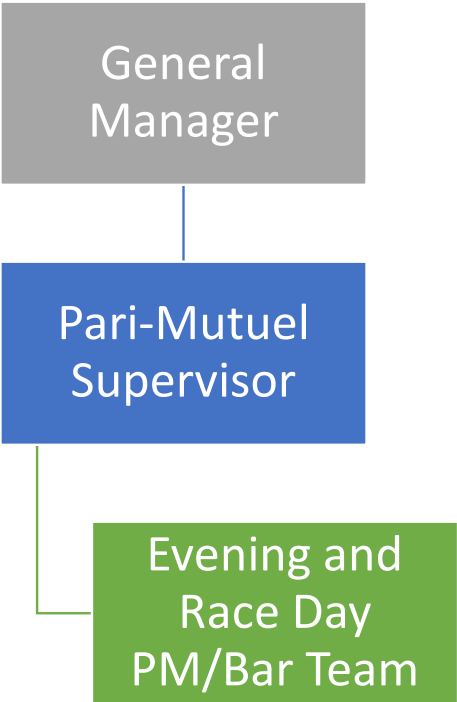 General
Manager
Pari-Mutuel
Supervisor
Evening and
Race Day
PM/Bar Team